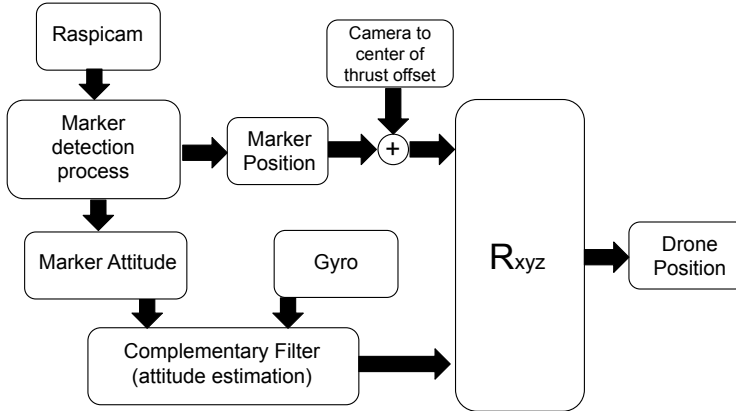 Raspicam
Camera to
center of
thrust offset
Marker
detection
process
Marker
Position
+
Marker Attitude
Gyro
Rxyz
Drone
Position
Complementary Filter
(attitude estimation)